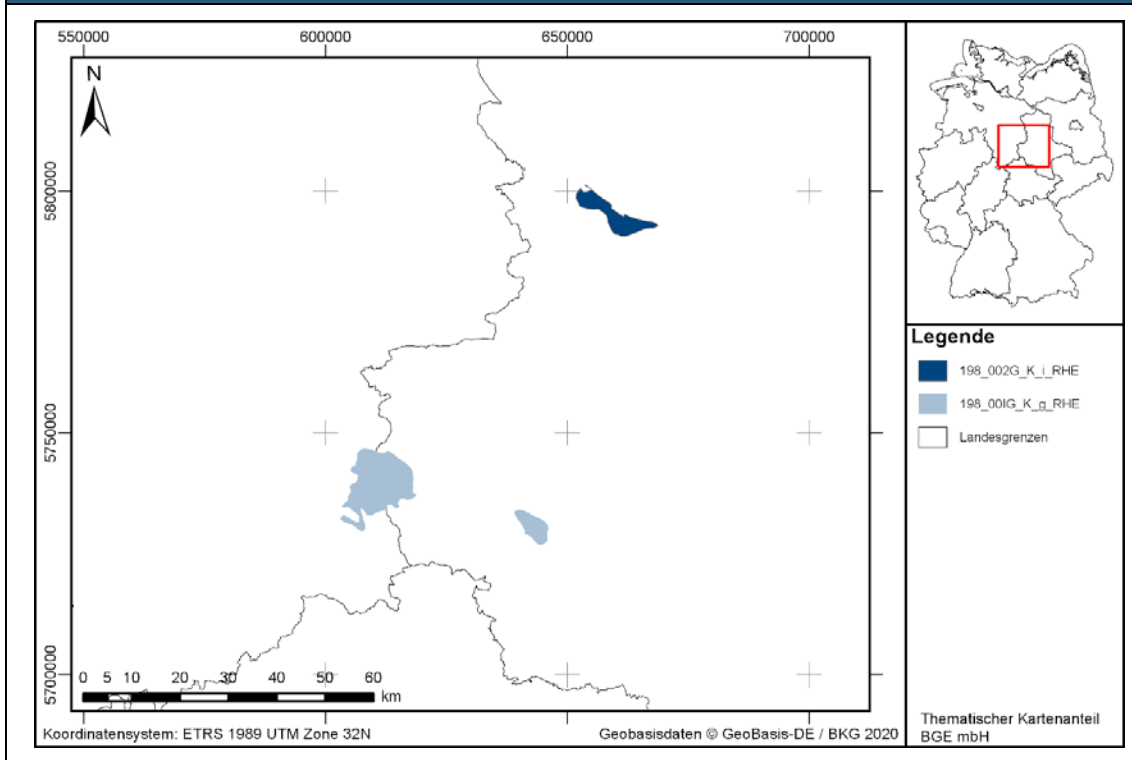 550000 600000 650000 700000
N
5800000
5750000
5700000
0 5 10 20 30 40 50 60
km
Koordinatensystem: ETRS 1989 UTM Zone 32N
Geobasisdaten © GeoBasis-DE / BKG 2020
Legende
198_002G_K_i_RHE
198_00IG_K_g_RHE
Landesgrenzen
Thematischer Kartenanteil
BGE mbH